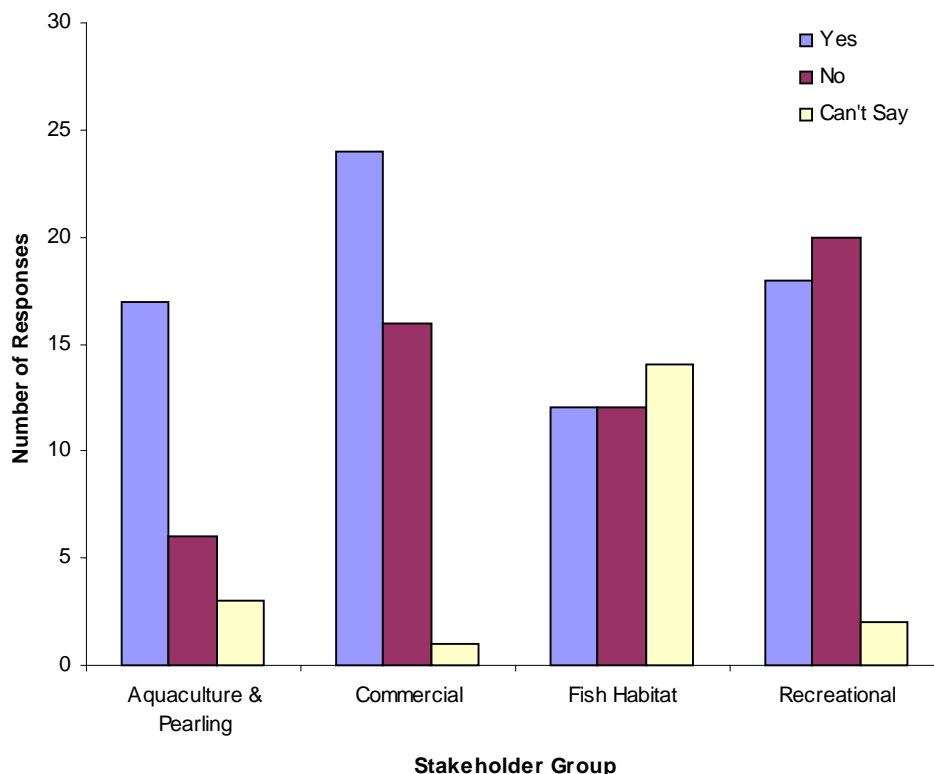 30
25
20
15
10
5
0
Number of Responses
Yes
No
Can't Say
Aquaculture &
Pearling
Commercial
Fish Habitat
Recreational
Stakeholder Group